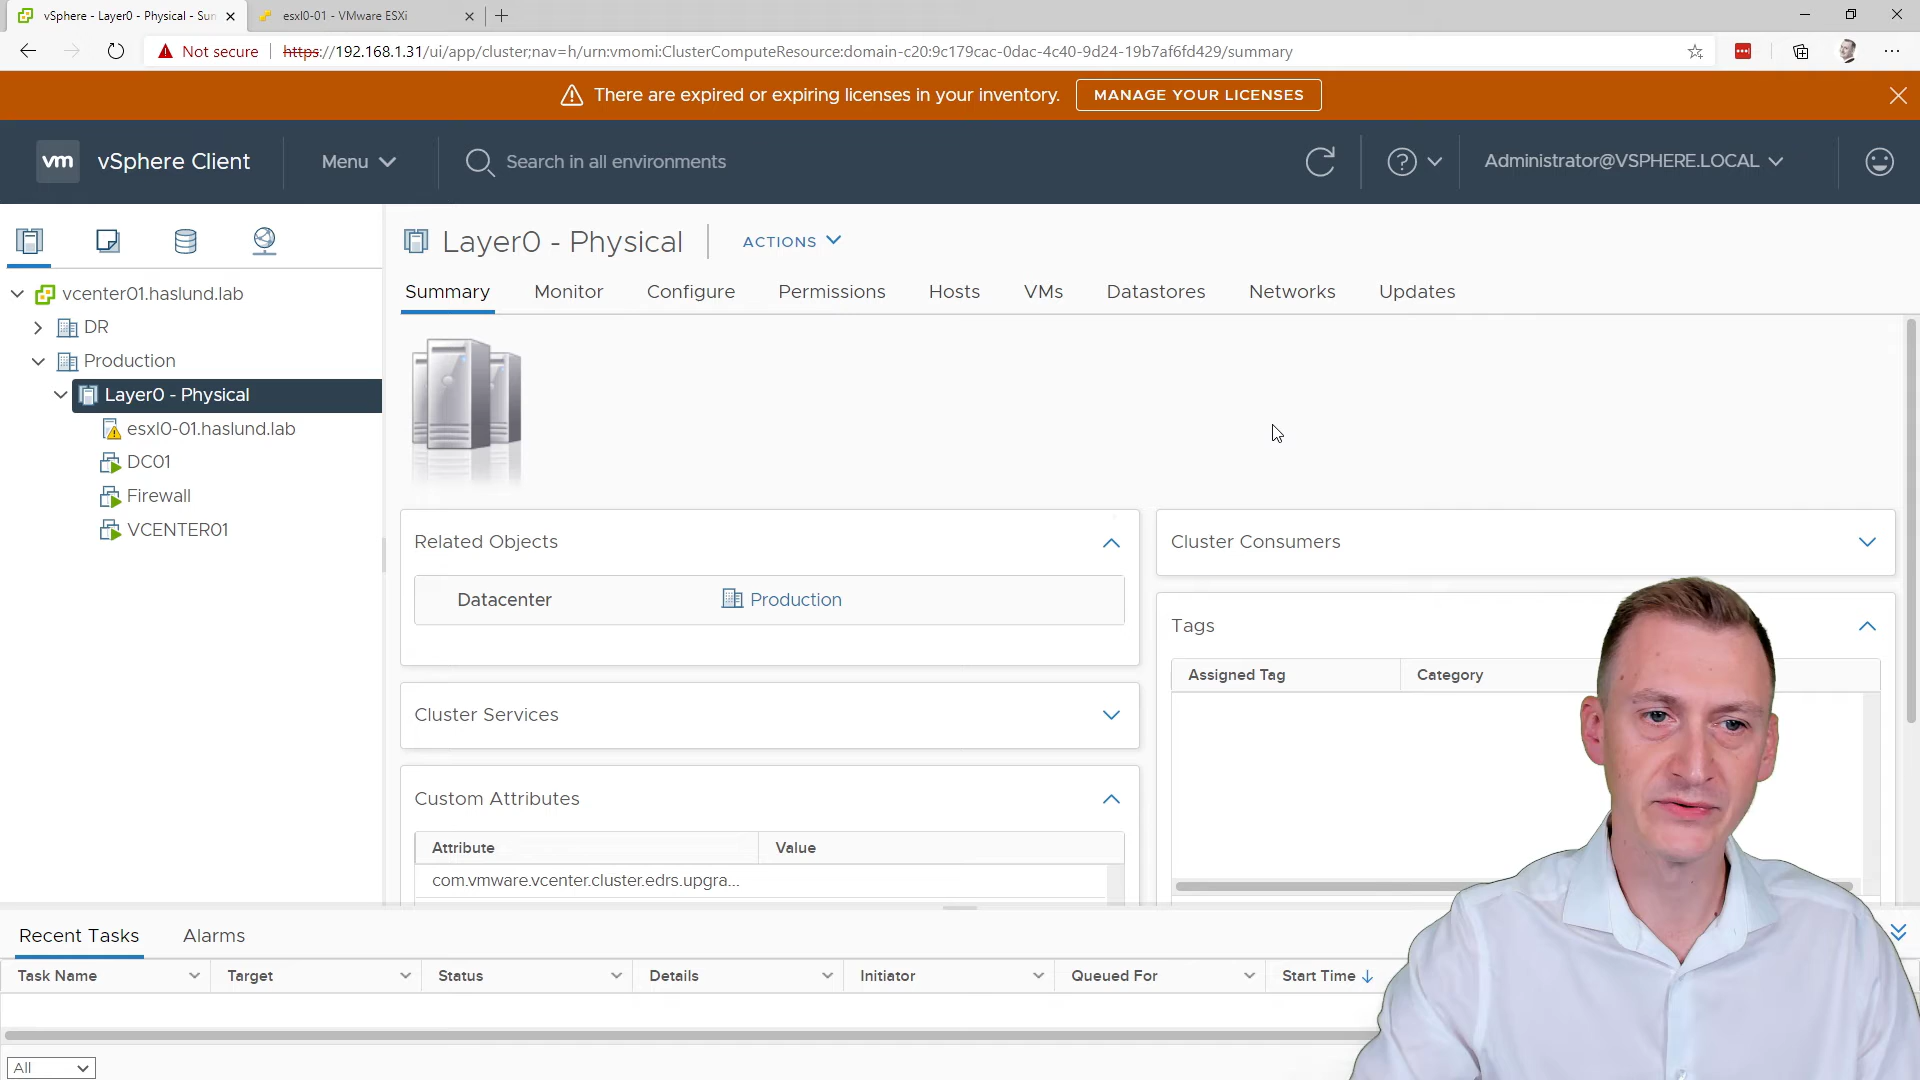 vSphere - Layer0 - Physical - Sun
esxl0-01 - VMware ESXi
Not secure
https://192.168.1.31/ui/app/cluster;nav=h/urn:vmomi:ClusterComputeResource:domain-c20:9c179cac-0dac-4c40-9d24-19b7af6fd429/summary
There are expired or expiring licenses in your inventory.
MANAGE YOUR LICENSES
vm
vSphere Client
Menu
Search in all environments
Administrator@VSPHERE.LOCAL
vcenter01.haslund.lab
DR
Production
Layer0 - Physical
esxl0-01.haslund.lab
DC01
Firewall
VCENTER01
Layer0 - Physical
ACTIONS
Summary Monitor Configure Permissions Hosts VMs Datastores Networks Updates
Related Objects
Datacenter Production
Cluster Services
Custom Attributes
Attribute Value
com.vmware.vcenter.cluster.edrs.upgra...
Cluster Consumers
Tags
Assigned Tag Category
Recent Tasks Alarms
Task Name Target Status Details Initiator Queued For Start Time
All